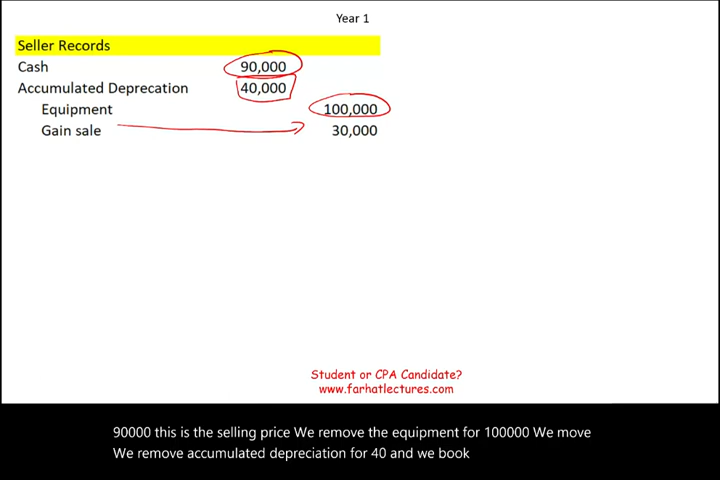 Year 1
Seller Records
Cash 90,000
Accumulated Deprecation 40,000
Equipment 100,000
Gain sale 30,000
Student or CPA Candidate?
www.farhatlectures.com
90000 this is the selling price We remove the equipment for 100000 We move
We remove accumulated depreciation for 40 and we book